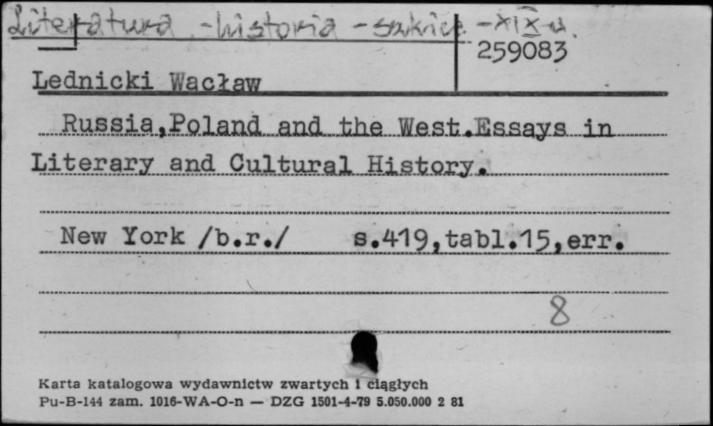 Literatura - historia - szkice - XIX w.
259083
Lednicki Wacław
Russia,Poland and the West.Essays in
Literary and Cultural History.
New York /b.r./ s.419,tabl.15,err.
8
Karta katalogowa wydawnictw zwartych i ciągłych
Pu-B-144 zam. 1016-WA-O-n — DZG 1501-4-79 5.050.000 2 81